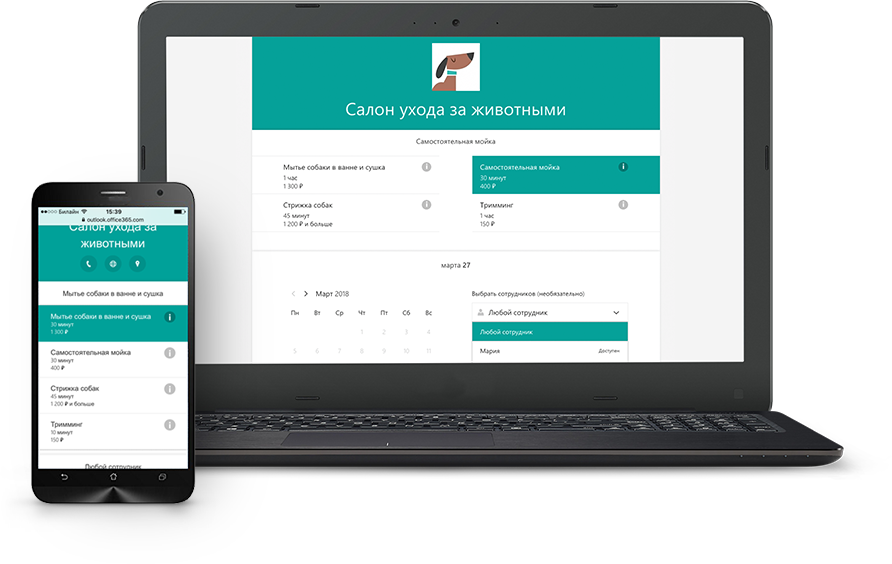 Салон ухода за животными
Самостоятельная мойка
Мытье собаки в ванне и сушка
1 час
1 300 ₽
Самостоятельная мойка
30 минут
400 ₽
Стрижка собак
45 минут
1 200 ₽ и больше
Тримминг
1 час
150 ₽
марта 27
Март 2018
Выбрать сотрудников (необязательно)
Пн Вт Ср Чт Пт Сб Вс
Любой сотрудник
1 2 3 4
Любой сотрудник
5 6 7 8 9 10 11
Мария Доступен
Билайн 15:39
outlook.office365.com
Салон ухода за
животными
Мытье собаки в ванне и сушка
Мытье собаки в ванне и сушка
30 минут
1 300 ₽
Самостоятельная мойка
30 минут
400 ₽
Стрижка собак
45 минут
1 200 ₽ и больше
Тримминг
10 минут
150 ₽
Любой сотрудник